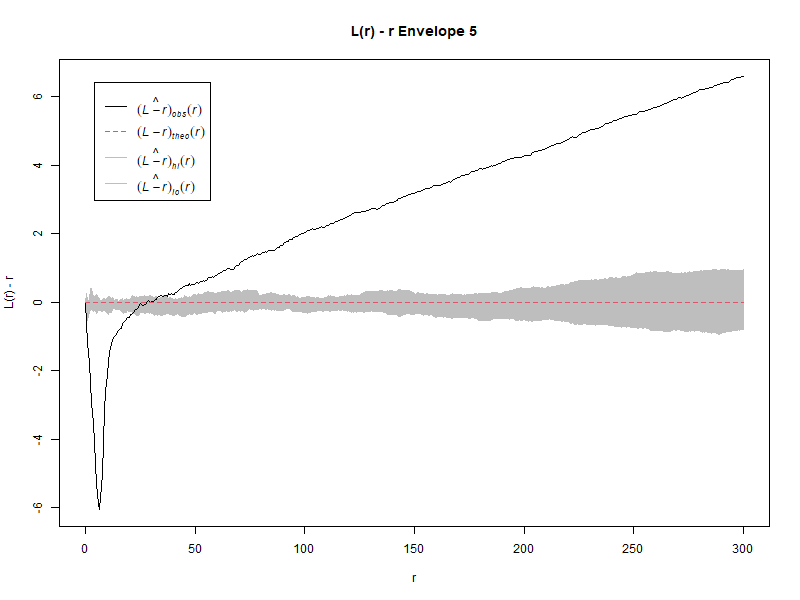 L(r) - r Envelope 5
(L^ − r)obs(r)
(L − r)theo(r)
(L^ − r)hi(r)
(L^ − r)lo(r)
6
4
2
0
-2
-4
-6
L(r) - r
0 50 100 150 200 250 300
r